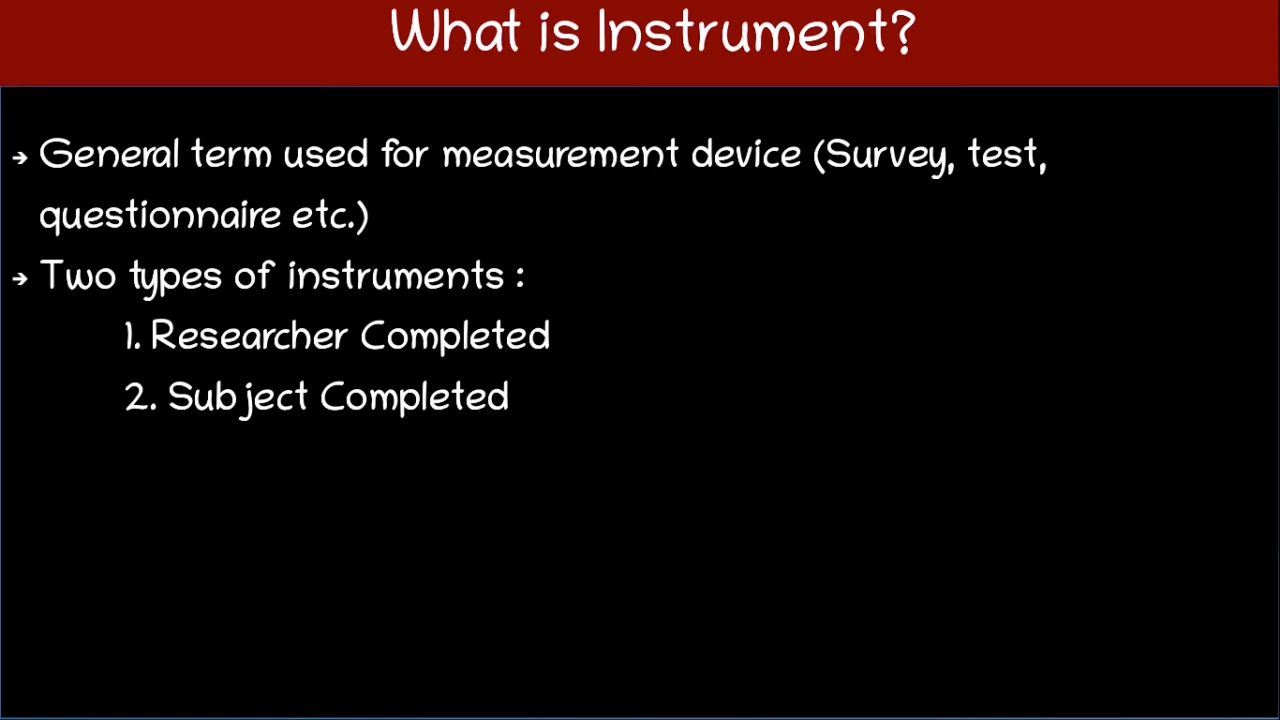 What is Instrument?
→ General term used for measurement device (Survey, test,
questionnaire etc.)
→ Two types of instruments :
1. Researcher Completed
2. Subject Completed